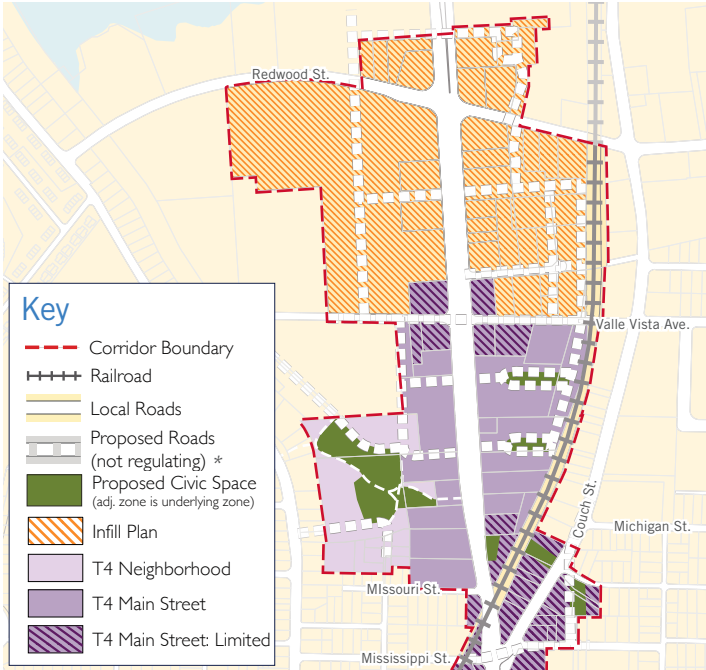 Redwood St.
Key
Corridor Boundary
Railroad
Local Roads
Proposed Roads
(not regulating) *
Proposed Civic Space
(adj. zone is underlying zone)
Infill Plan
T4 Neighborhood
T4 Main Street
T4 Main Street: Limited
Valle Vista Ave.
Couch St.
Michigan St.
MIssouri St.
Mississippi St.